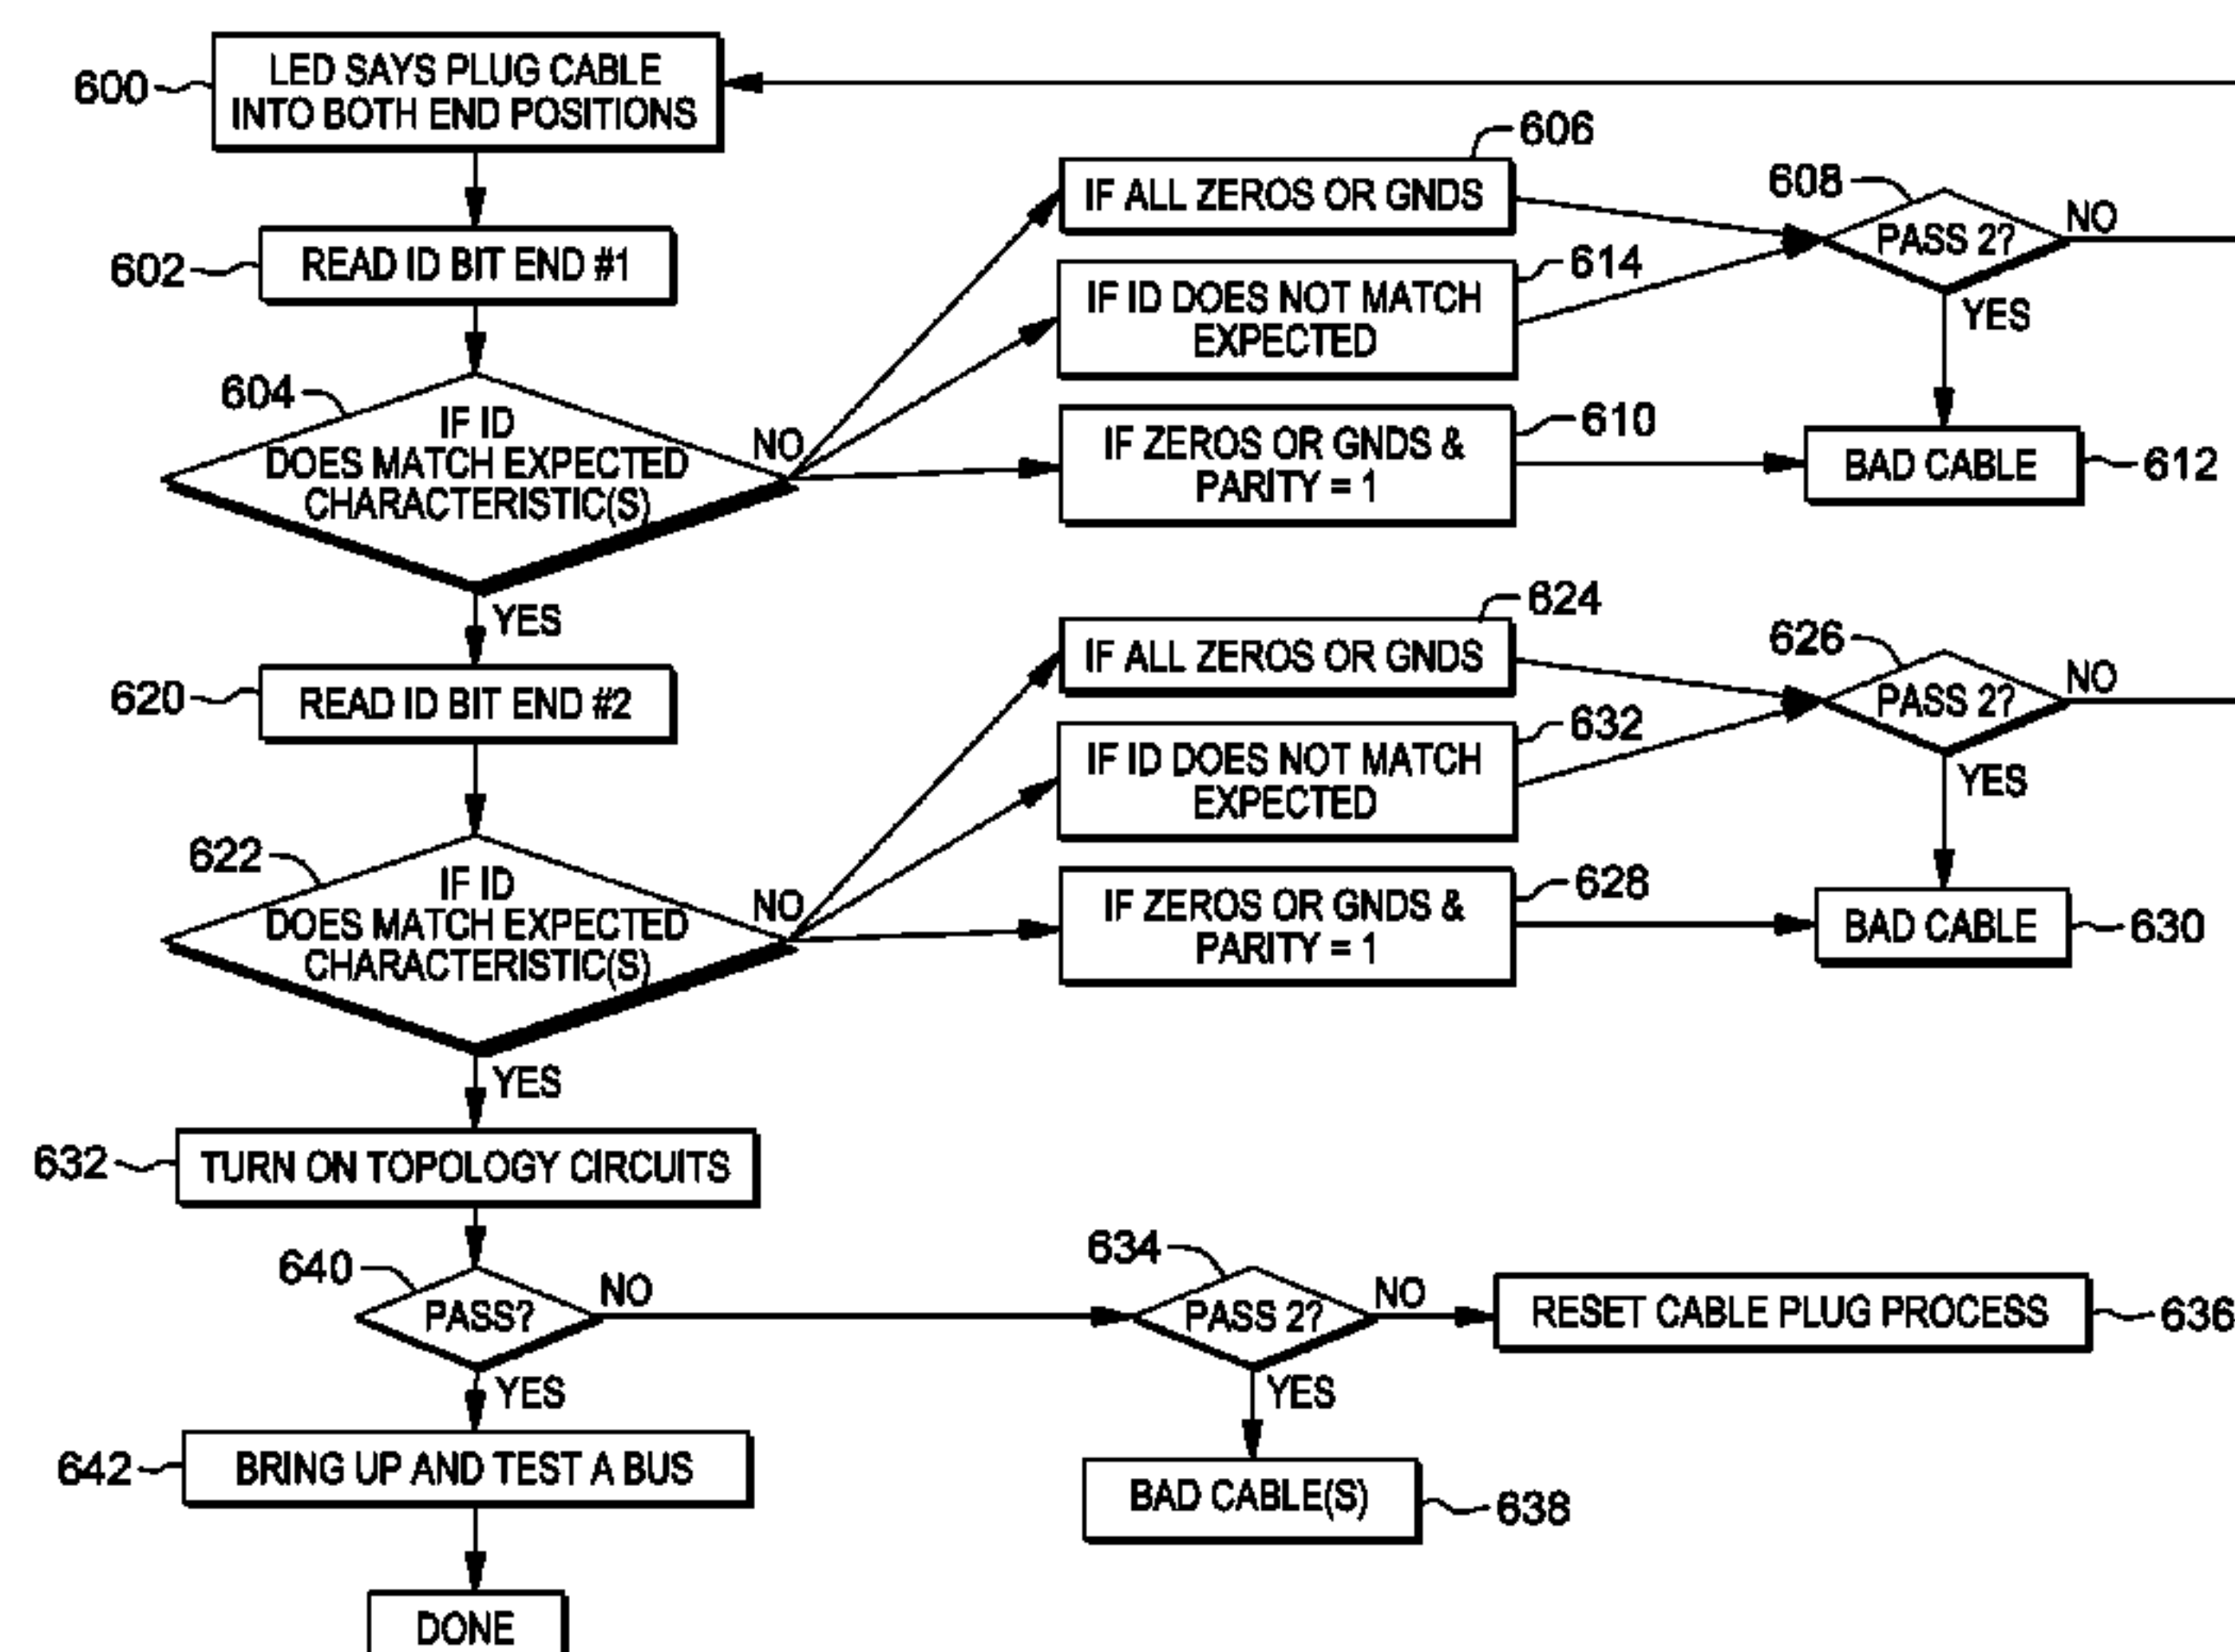 600
LED SAYS PLUG CABLE
INTO BOTH END POSITIONS
602
READ ID BIT END #1
604
IF ID
DOES MATCH EXPECTED
CHARACTERISTIC(S)
NO
YES
606
IF ALL ZEROS OR GNDS
614
IF ID DOES NOT MATCH
EXPECTED
610
IF ZEROS OR GNDS &
PARITY = 1
608
PASS 2?
NO
YES
BAD CABLE
612
620
READ ID BIT END #2
622
IF ID
DOES MATCH EXPECTED
CHARACTERISTIC(S)
NO
YES
624
IF ALL ZEROS OR GNDS
632
IF ID DOES NOT MATCH
EXPECTED
628
IF ZEROS OR GNDS &
PARITY = 1
626
PASS 2?
NO
YES
BAD CABLE
630
632
TURN ON TOPOLOGY CIRCUITS
640
PASS?
NO
YES
634
PASS 2?
NO
YES
RESET CABLE PLUG PROCESS
636
642
BRING UP AND TEST A BUS
BAD CABLE(S)
638
DONE